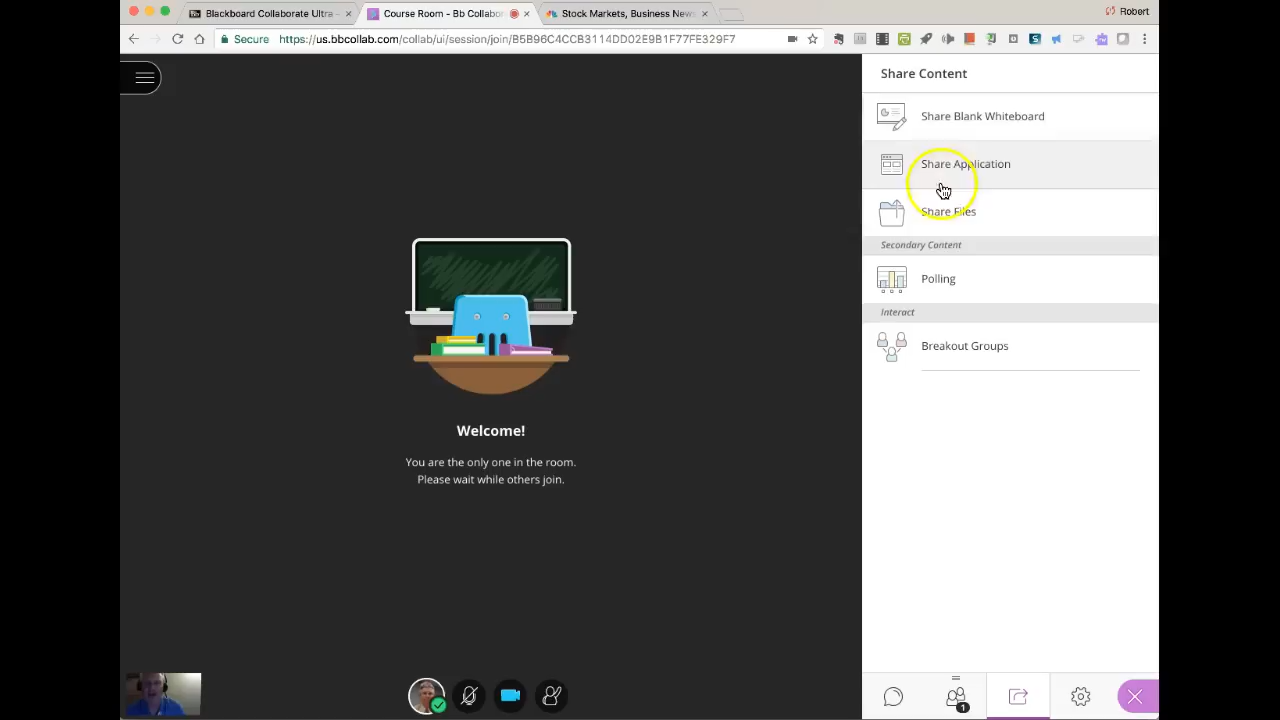 Blackboard Collaborate Ultra –
Course Room - Bb Collabor
Stock Markets, Business News
Robert
Secure
https://us.bbcollab.com/collab/ui/session/join/B5B96C4CCB3114DD02E9B1F77FE329F7
Share Content
Share Blank Whiteboard
Share Application
Share Files
Secondary Content
Polling
Interact
Breakout Groups
Welcome!
You are the only one in the room.
Please wait while others join.
1